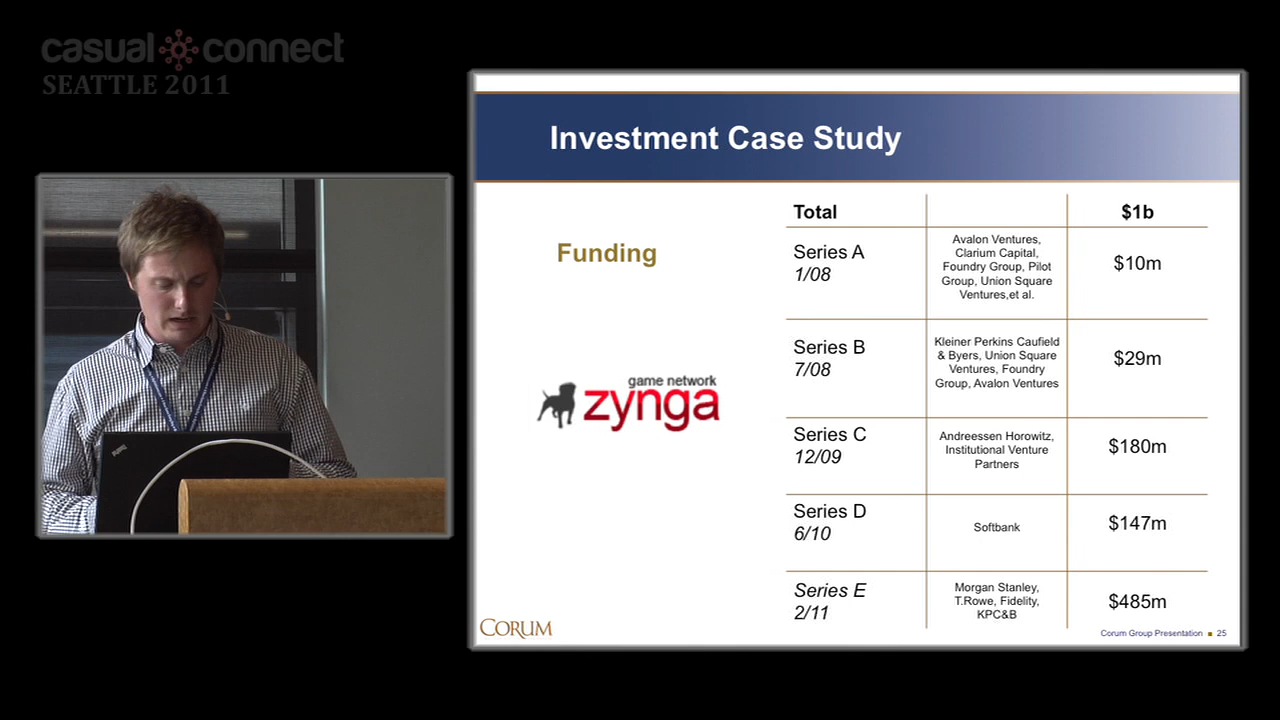 casual connect
SEATTLE 2011
Investment Case Study
Funding
game network
zynga
Total $1b
Series A
1/08
Avalon Ventures,
Clarium Capital,
Foundry Group, Pilot
Group, Union Square
Ventures,et al.
$10m
Series B
7/08
Kleiner Perkins Caufield
& Byers, Union Square
Ventures, Foundry
Group, Avalon Ventures
$29m
Series C
12/09
Andreessen Horowitz,
Institutional Venture
Partners
$180m
Series D
6/10
Softbank
$147m
Series E
2/11
Morgan Stanley,
T.Rowe, Fidelity,
KPC&B
$485m
CORUM
Corum Group Presentation ■ 25